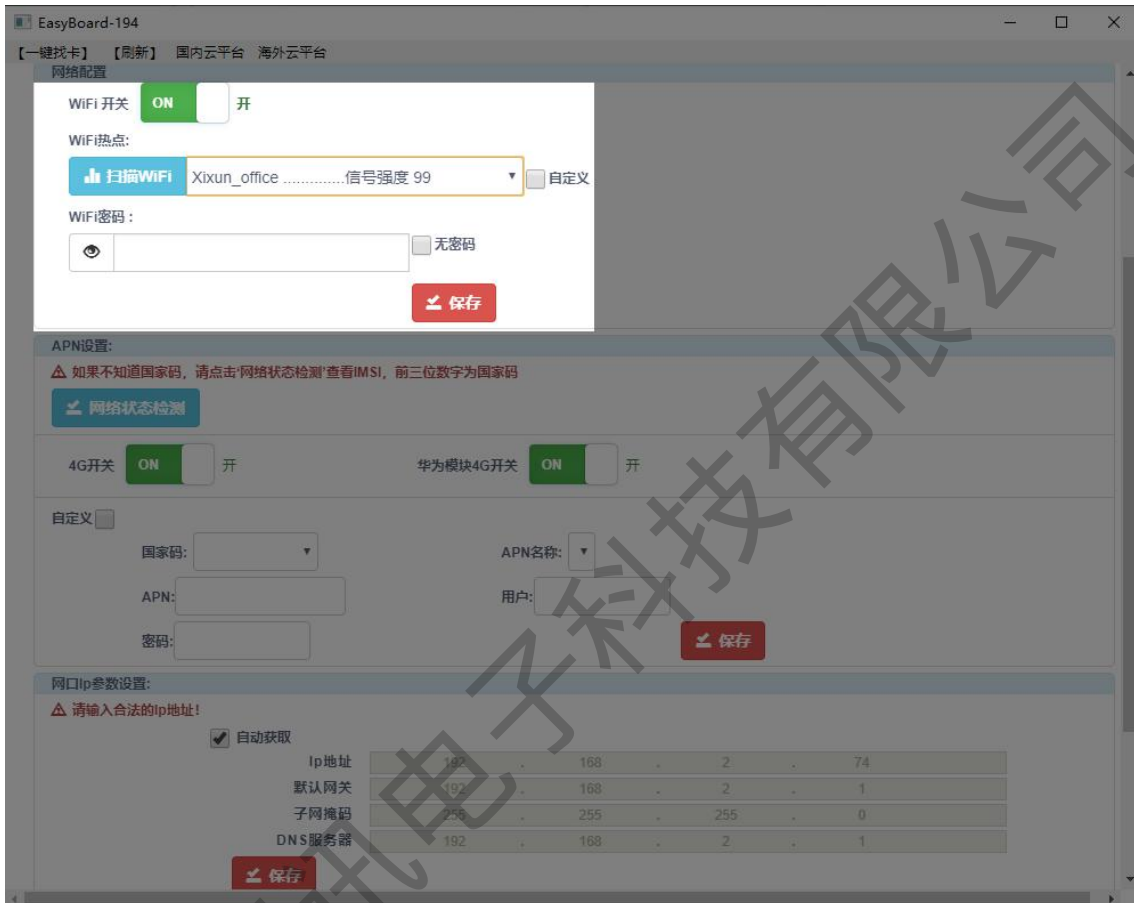 EasyBoard-194
【一键找卡】 【刷新】 国内云平台 海外云平台
网络配置
WiFi 开关 ON 开
WiFi热点:
扫描WiFi Xixun_office ..............信号强度 99 自定义
WiFi密码 :
无密码
保存
APN设置:
如果不知道国家码，请点击'网络状态检测'查看IMSI，前三位数字为国家码
网络状态检测
4G开关 ON 开 华为模块4G开关 ON 开
自定义
国家码: APN名称:
APN: 用户:
密码: 保存
网口Ip参数设置:
请输入合法的Ip地址!
自动获取
Ip地址 192 . 168 . 2 . 74
默认网关 192 . 168 . 2 . 1
子网掩码 255 . 255 . 255 . 0
DNS服务器 192 . 168 . 2 . 1
保存
讯电子科技有限公司